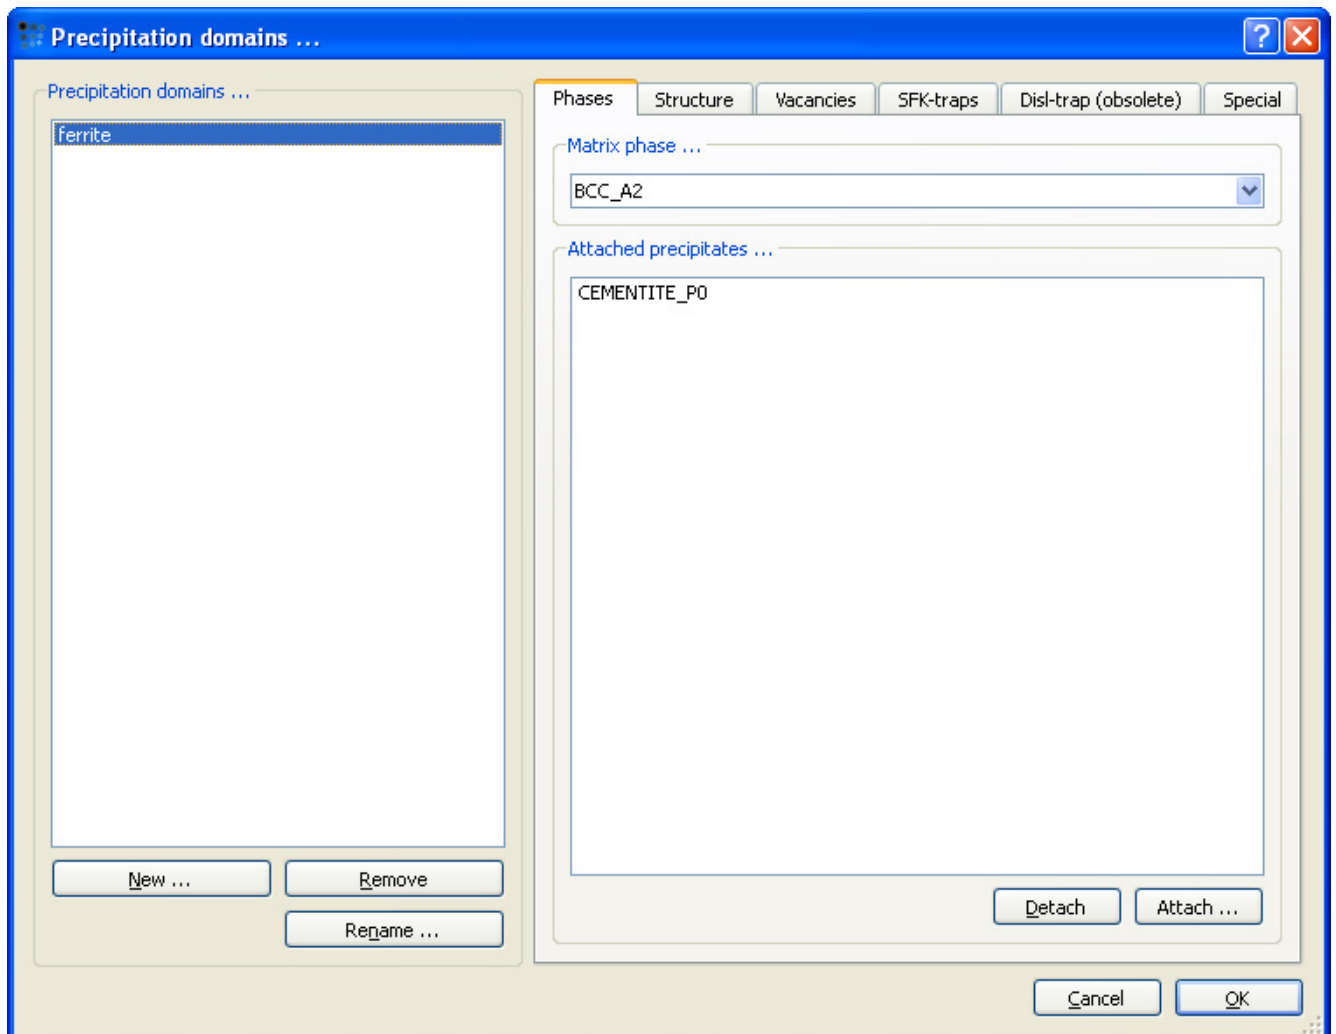 Precipitation domains ...
Precipitation domains ...
ferrite
New ...
Remove
Rename ...
Phases Structure Vacancies SFK-traps Disl-trap (obsolete) Special
Matrix phase ...
BCC_A2
Attached precipitates ...
CEMENTITE_P0
Detach Attach ...
Cancel OK